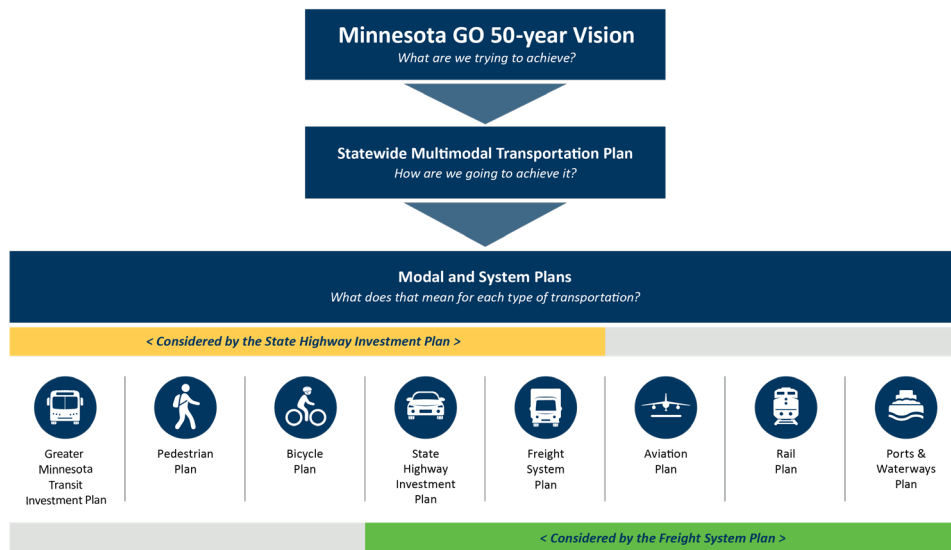 Minnesota GO 50-year Vision
What are we trying to achieve?
Statewide Multimodal Transportation Plan
How are we going to achieve it?
Modal and System Plans
What does that mean for each type of transportation?
< Considered by the State Highway Investment Plan >
Greater
Minnesota
Transit
Investment Plan
Pedestrian
Plan
Bicycle
Plan
State
Highway
Investment
Plan
Freight
System
Plan
Aviation
Plan
Rail
Plan
Ports &
Waterways
Plan
< Considered by the Freight System Plan >